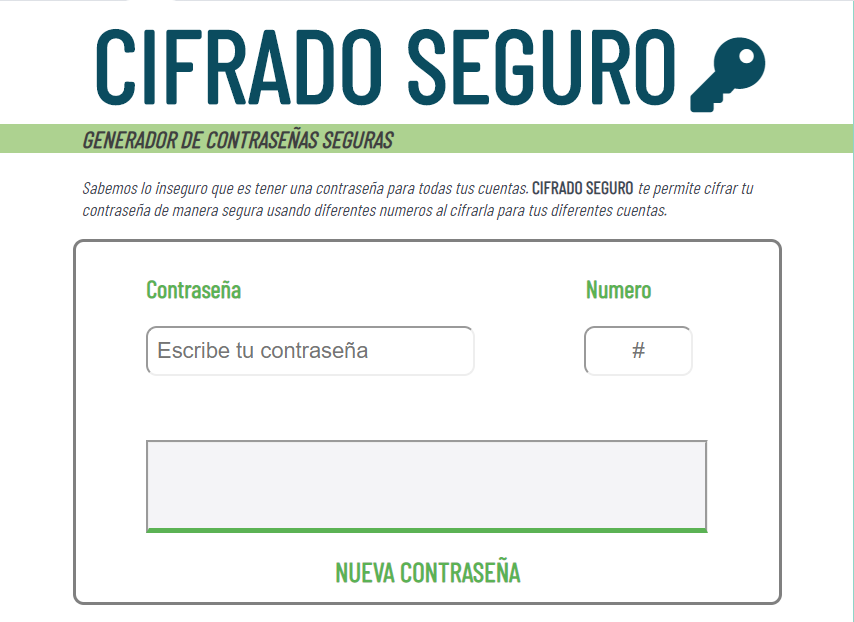 CIFRADO SEGURO
GENERADOR DE CONTRASEÑAS SEGURAS
Sabemos lo inseguro que es tener una contraseña para todas tus cuentas. CIFRADO SEGURO te permite cifrar tu
contraseña de manera segura usando diferentes numeros al cifrarla para tus diferentes cuentas.
Contraseña Numero
Escribe tu contraseña #
NUEVA CONTRASEÑA